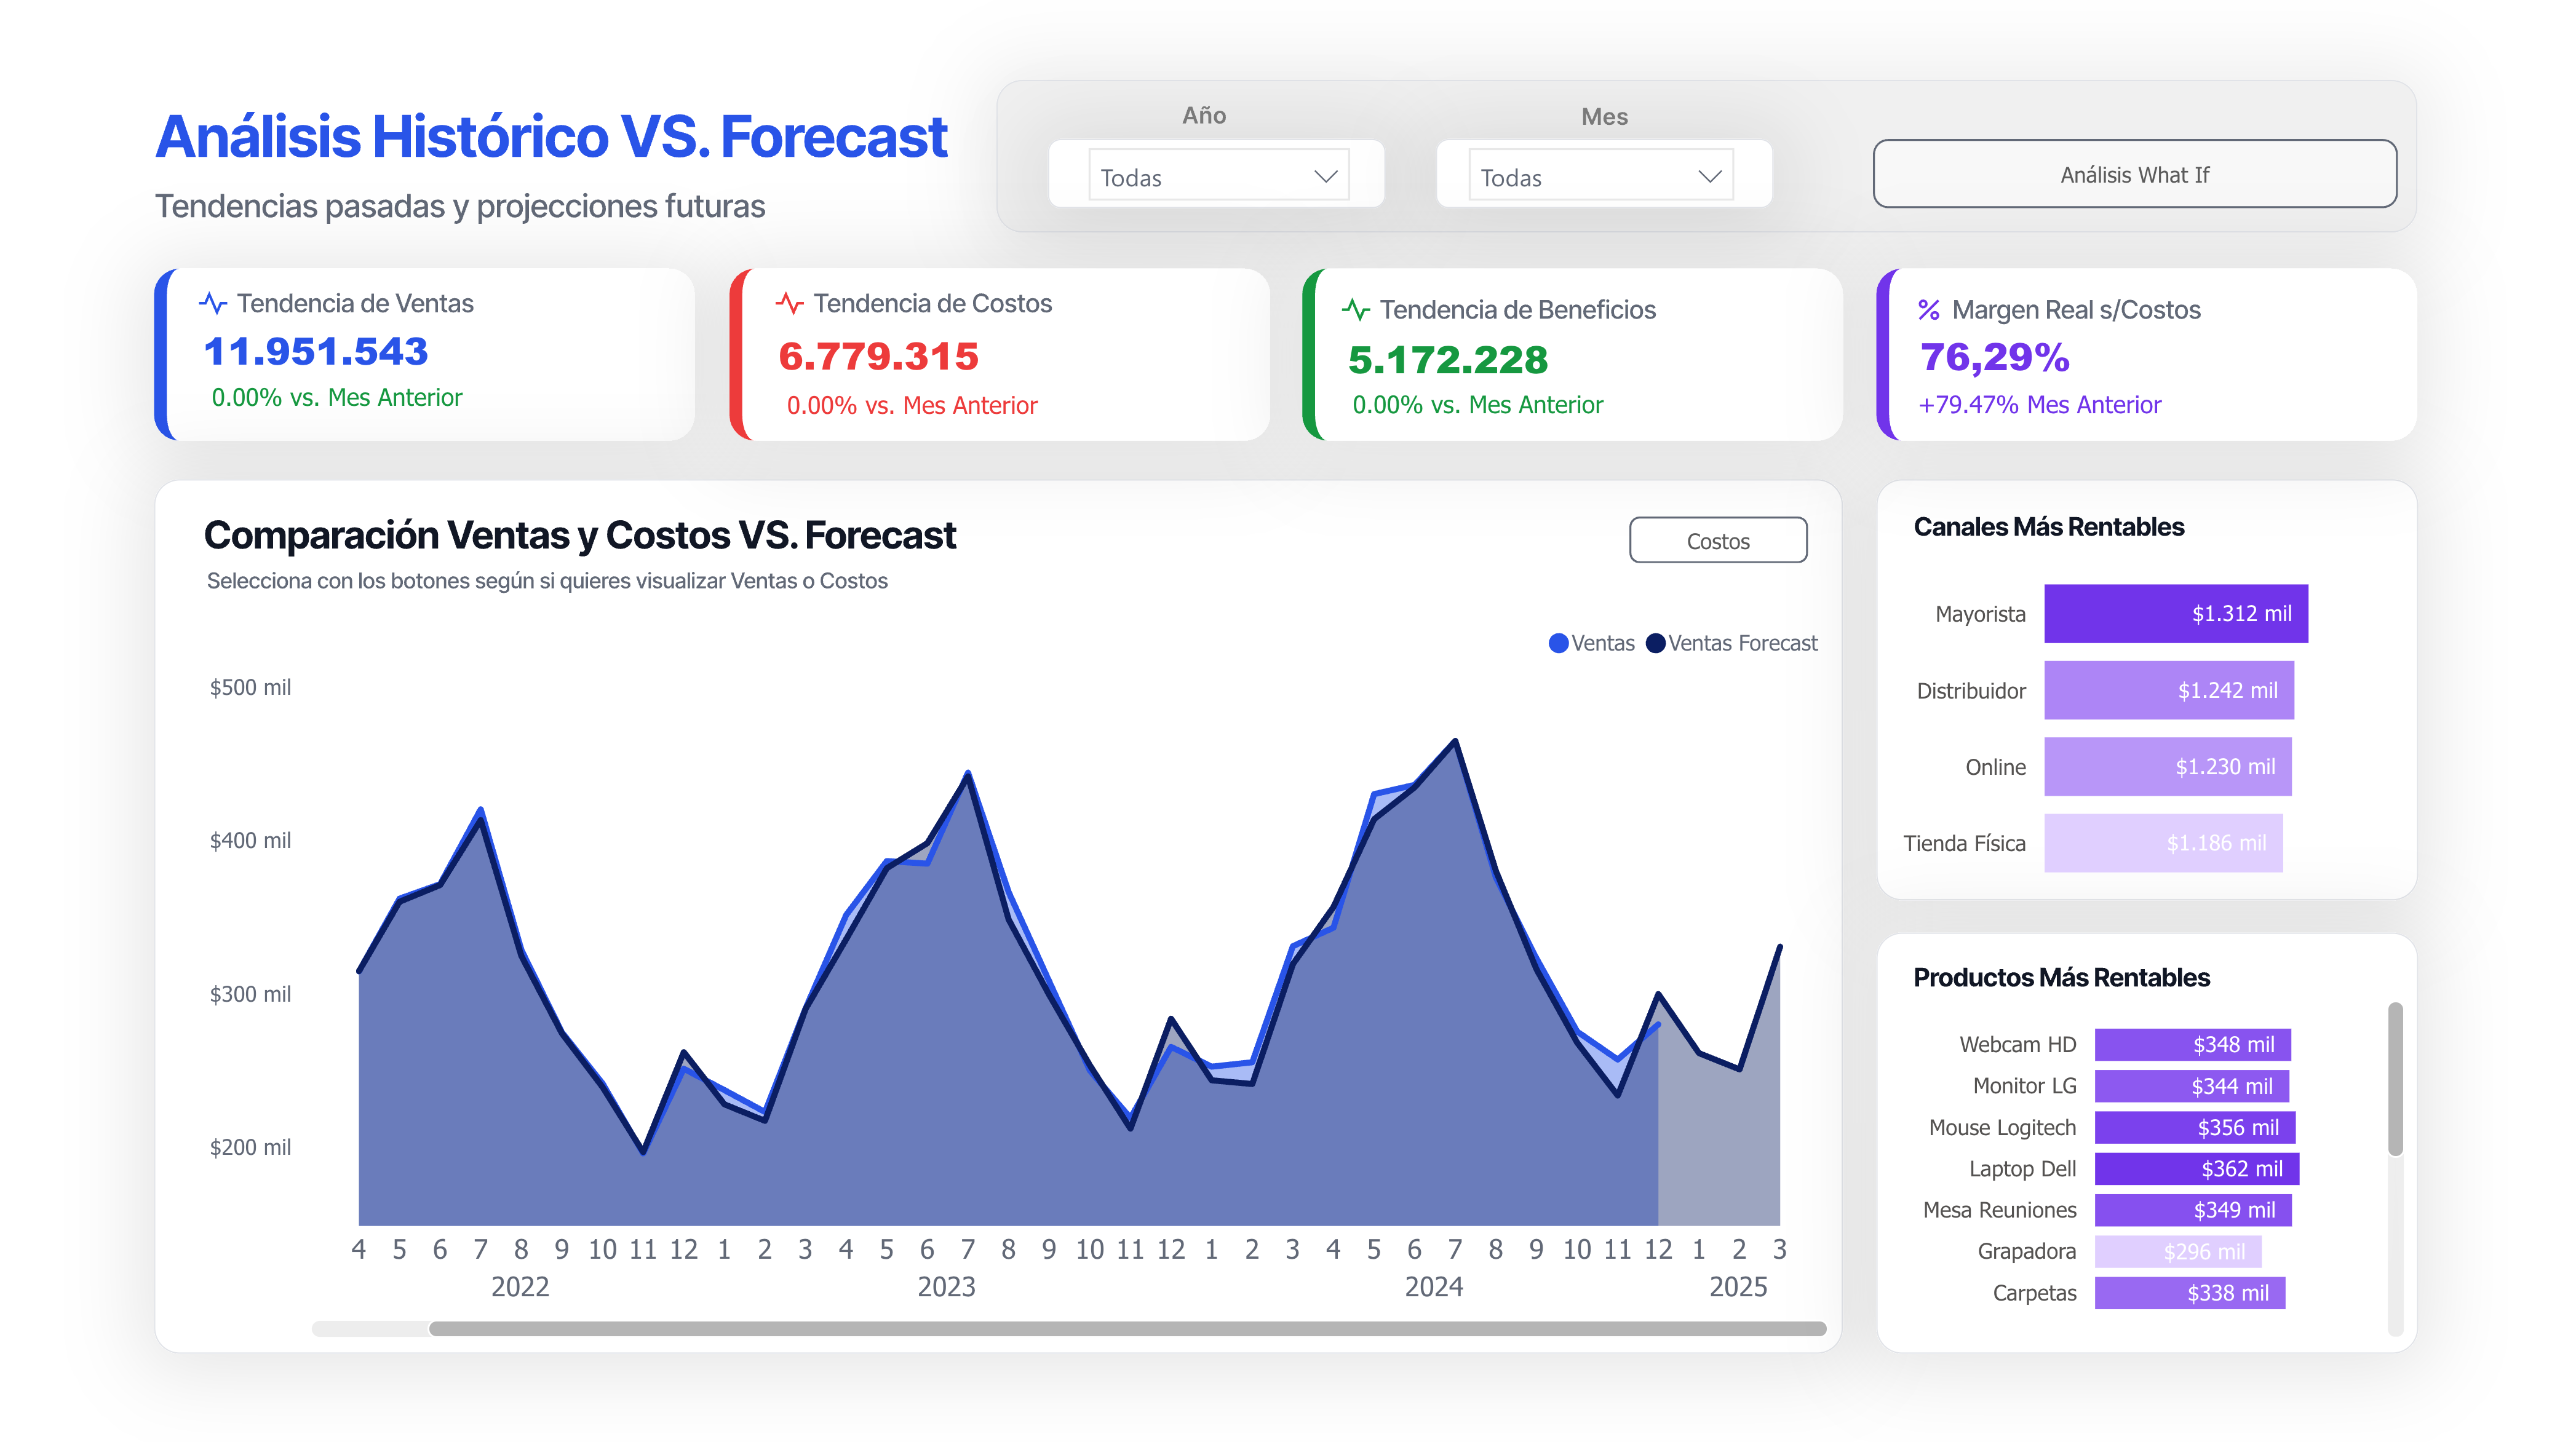 Análisis Histórico VS. Forecast
Tendencias pasadas y projecciones futuras
Año
Mes
Todas
Todas
Análisis What If
Tendencia de Ventas
11.951.543
0.00% vs. Mes Anterior
Tendencia de Costos
6.779.315
0.00% vs. Mes Anterior
Tendencia de Beneficios
5.172.228
0.00% vs. Mes Anterior
% Margen Real s/Costos
76,29%
+79.47% Mes Anterior
Comparación Ventas y Costos VS. Forecast
Selecciona con los botones según si quieres visualizar Ventas o Costos
Costos
Ventas Ventas Forecast
$500 mil
$400 mil
$300 mil
$200 mil
4 5 6 7 8 9 10 11 12 1 2 3 4 5 6 7 8 9 10 11 12 1 2 3 4 5 6 7 8 9 10 11 12 1 2 3
2022 2023 2024 2025
Canales Más Rentables
Mayorista $1.312 mil
Distribuidor $1.242 mil
Online $1.230 mil
Tienda Física $1.186 mil
Productos Más Rentables
Webcam HD $348 mil
Monitor LG $344 mil
Mouse Logitech $356 mil
Laptop Dell $362 mil
Mesa Reuniones $349 mil
Grapadora $296 mil
Carpetas $338 mil